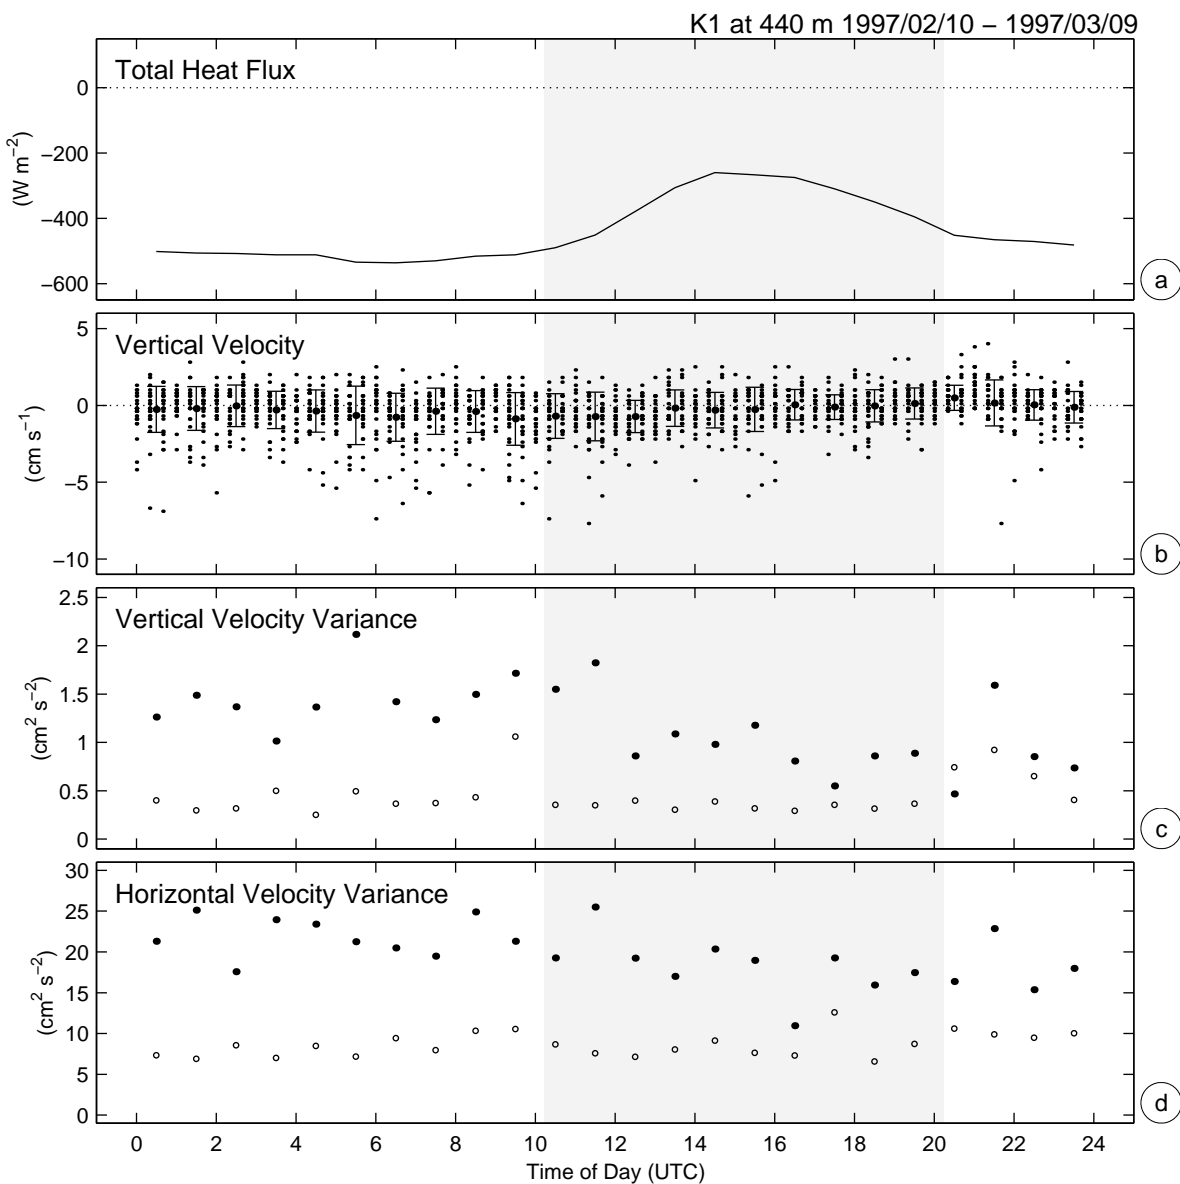 K1 at 440 m 1997/02/10 − 1997/03/09
Total Heat Flux
0
−200
−400
−600
(W m−2)
a
Vertical Velocity
5
0
−5
−10
(cm s−1)
b
Vertical Velocity Variance
2.5
2
1.5
1
0.5
0
(cm2 s−2)
c
Horizontal Velocity Variance
30
25
20
15
10
5
0
(cm2 s−2)
d
0 2 4 6 8 10 12 14 16 18 20 22 24
Time of Day (UTC)